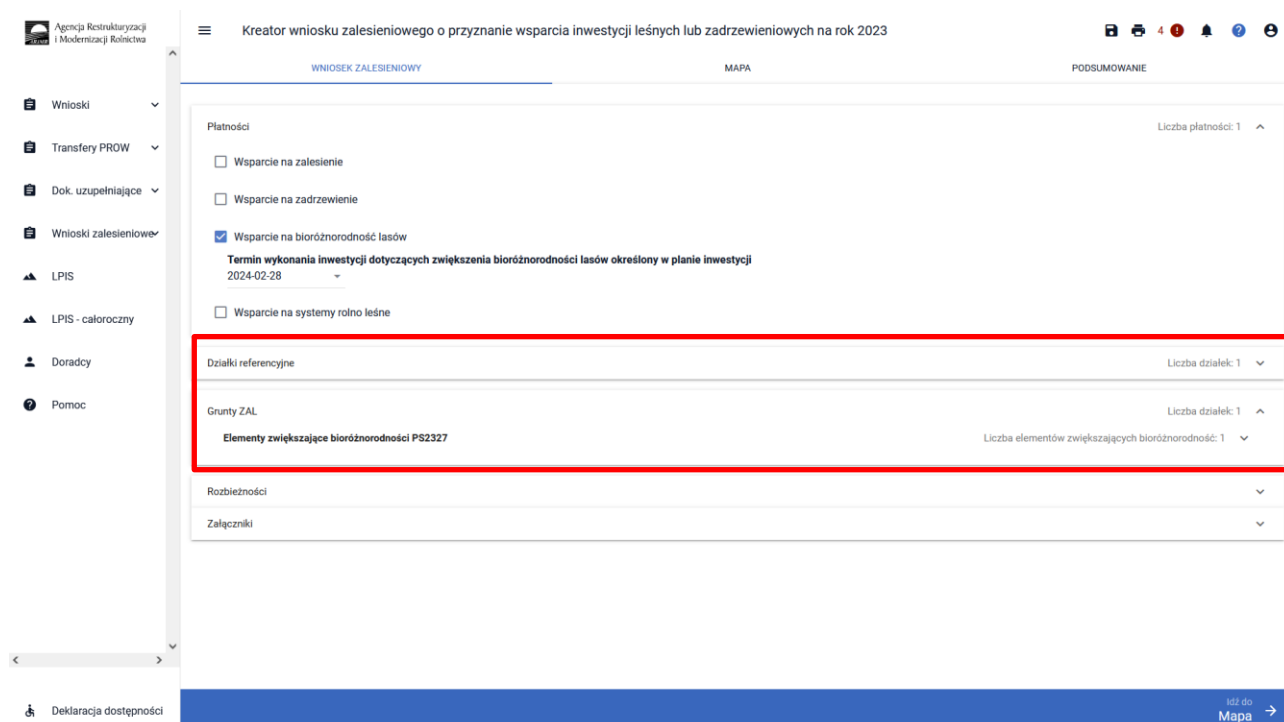 Agencja Restrukturyzacji
i Modernizacji Rolnictwa
Kreator wniosku zalesieniowego o przyznanie wsparcia inwestycji leśnych lub zadrzewieniowych na rok 2023
4
WNIOSEK ZALESIENIOWY
MAPA
PODSUMOWANIE
Wnioski
Transfery PROW
Dok. uzupełniające
Wnioski zalesieniowe
LPIS
LPIS - całoroczny
Doradcy
Pomoc
Płatności
Liczba płatności: 1
Wsparcie na zalesienie
Wsparcie na zadrzewienie
Wsparcie na bioróżnorodność lasów
Termin wykonania inwestycji dotyczących zwiększenia bioróżnorodności lasów określony w planie inwestycji
2024-02-28
Wsparcie na systemy rolno leśne
Działki referencyjne
Liczba działek: 1
Grunty ZAL
Liczba działek: 1
Elementy zwiększające bioróżnorodności PS2327
Liczba elementów zwiększających bioróżnorodność: 1
Rozbieżności
Załączniki
Deklaracja dostępności
Idź do
Mapa